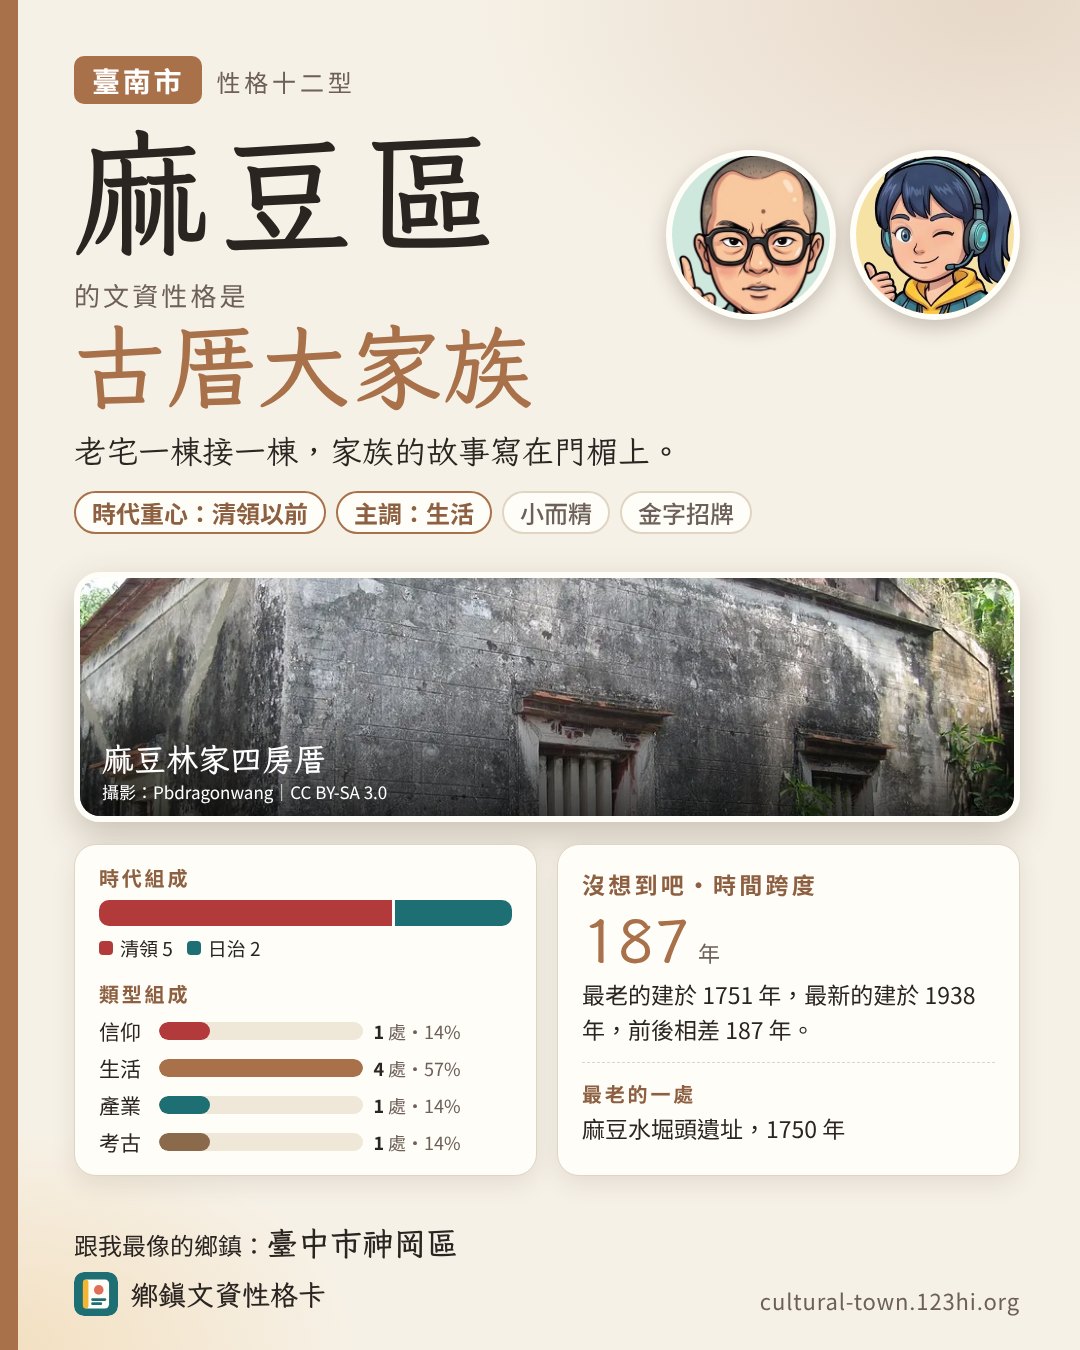 臺南市 性格十二型
麻豆區
的文資性格是
古厝大家族
老宅一棟接一棟，家族的故事寫在門楣上。
時代重心：清領以前 主調：生活 小而精 金字招牌
麻豆林家四房厝
攝影：Pbdragonwang｜CC BY-SA 3.0
時代組成
清領 5 日治 2
類型組成
信仰 1 處・14%
生活 4 處・57%
產業 1 處・14%
考古 1 處・14%
沒想到吧・時間跨度
187 年
最老的建於 1751 年，最新的建於 1938
年，前後相差 187 年。
最老的一處
麻豆水堀頭遺址，1750 年
跟我最像的鄉鎮：臺中市神岡區
鄉鎮文資性格卡
cultural-town.123hi.org